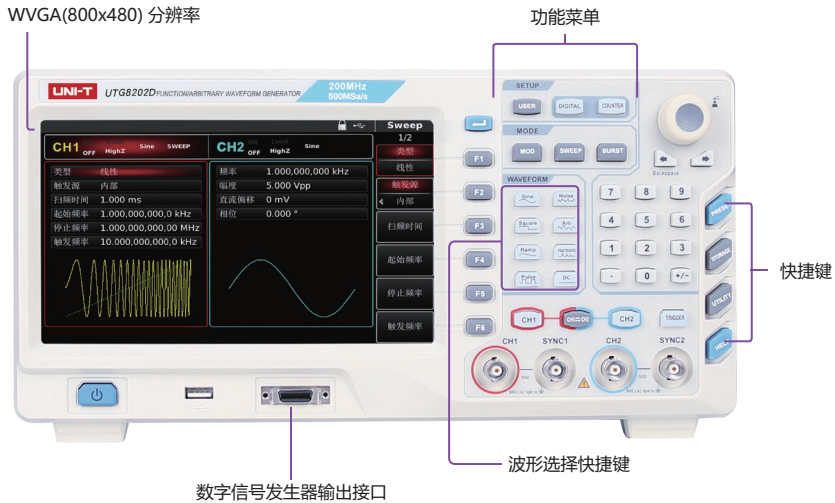 WVGA(800x480) 分辨率
功能菜单
UNI-T
UTG8202D FUNCTION/ARBITRARY WAVEFORM GENERATOR
200MHz
500MSa/s
SETUP
USER
DIGITAL
COUNTER
MODE
MOD
SWEEP
BURST
Backspace
WAVEFORM
Sine
Noise
Square
Arb
Ramp
Harmonic
Pulse
DC
7
8
9
4
5
6
1
2
3
.
0
+/-
UTILITY
HELP
快捷键
F1
F2
F3
F4
F5
F6
Sweep
1/2
类型
线性
触发源
内部
扫频时间
起始频率
停止频率
触发频率
CH1 OFF HighZ Sine SWEEP
类型 线性
触发源 内部
扫频时间 1.000 ms
起始频率 1.000,000,000,0 kHz
停止频率 1.000,000,000,00 MHz
触发频率 10.000,000,000,0 kHz
CH2 OFF Limit HighZ Sine
频率 1.000,000,000 kHz
幅度 5.000 Vpp
直流偏移 0 mV
相位 0.000 °
CH1
CH1⇌CH2
CH2
TRIGGER
CH1
SYNC1
CH2
SYNC2
波形选择快捷键
数字信号发生器输出接口